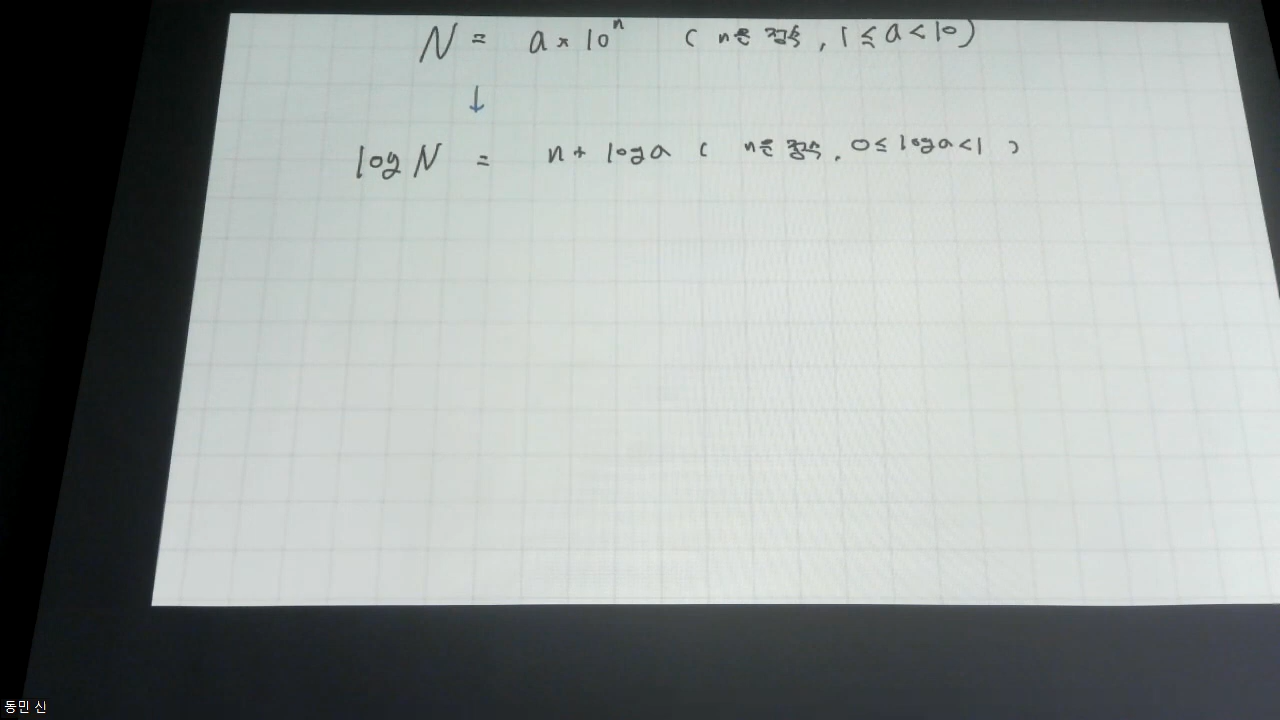 N = a × 10ⁿ ( n은 정수, 1 ≤ a < 10 )
↓
log N = n + log a ( n은 정수, 0 ≤ log a < 1 )
동민 신